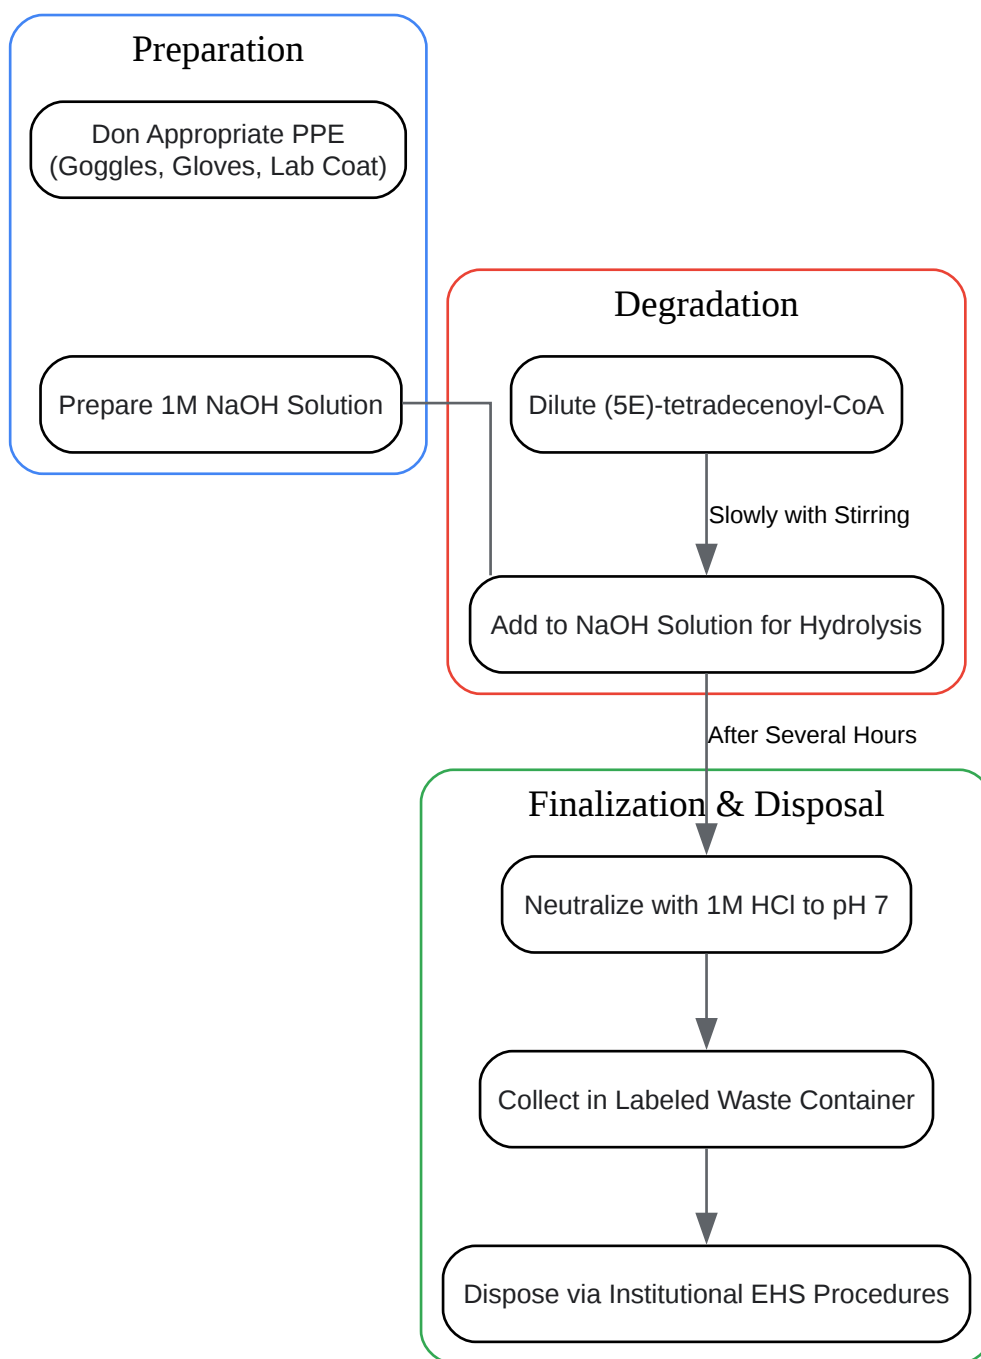 Preparation
Don Appropriate PPE
(Goggles, Gloves, Lab Coat)
Prepare 1M NaOH Solution
Degradation
Dilute (5E)-tetradecenoyl-CoA
Slowly with Stirring
Add to NaOH Solution for Hydrolysis
After Several Hours
Finalization & Disposal
Neutralize with 1M HCl to pH 7
Collect in Labeled Waste Container
Dispose via Institutional EHS Procedures